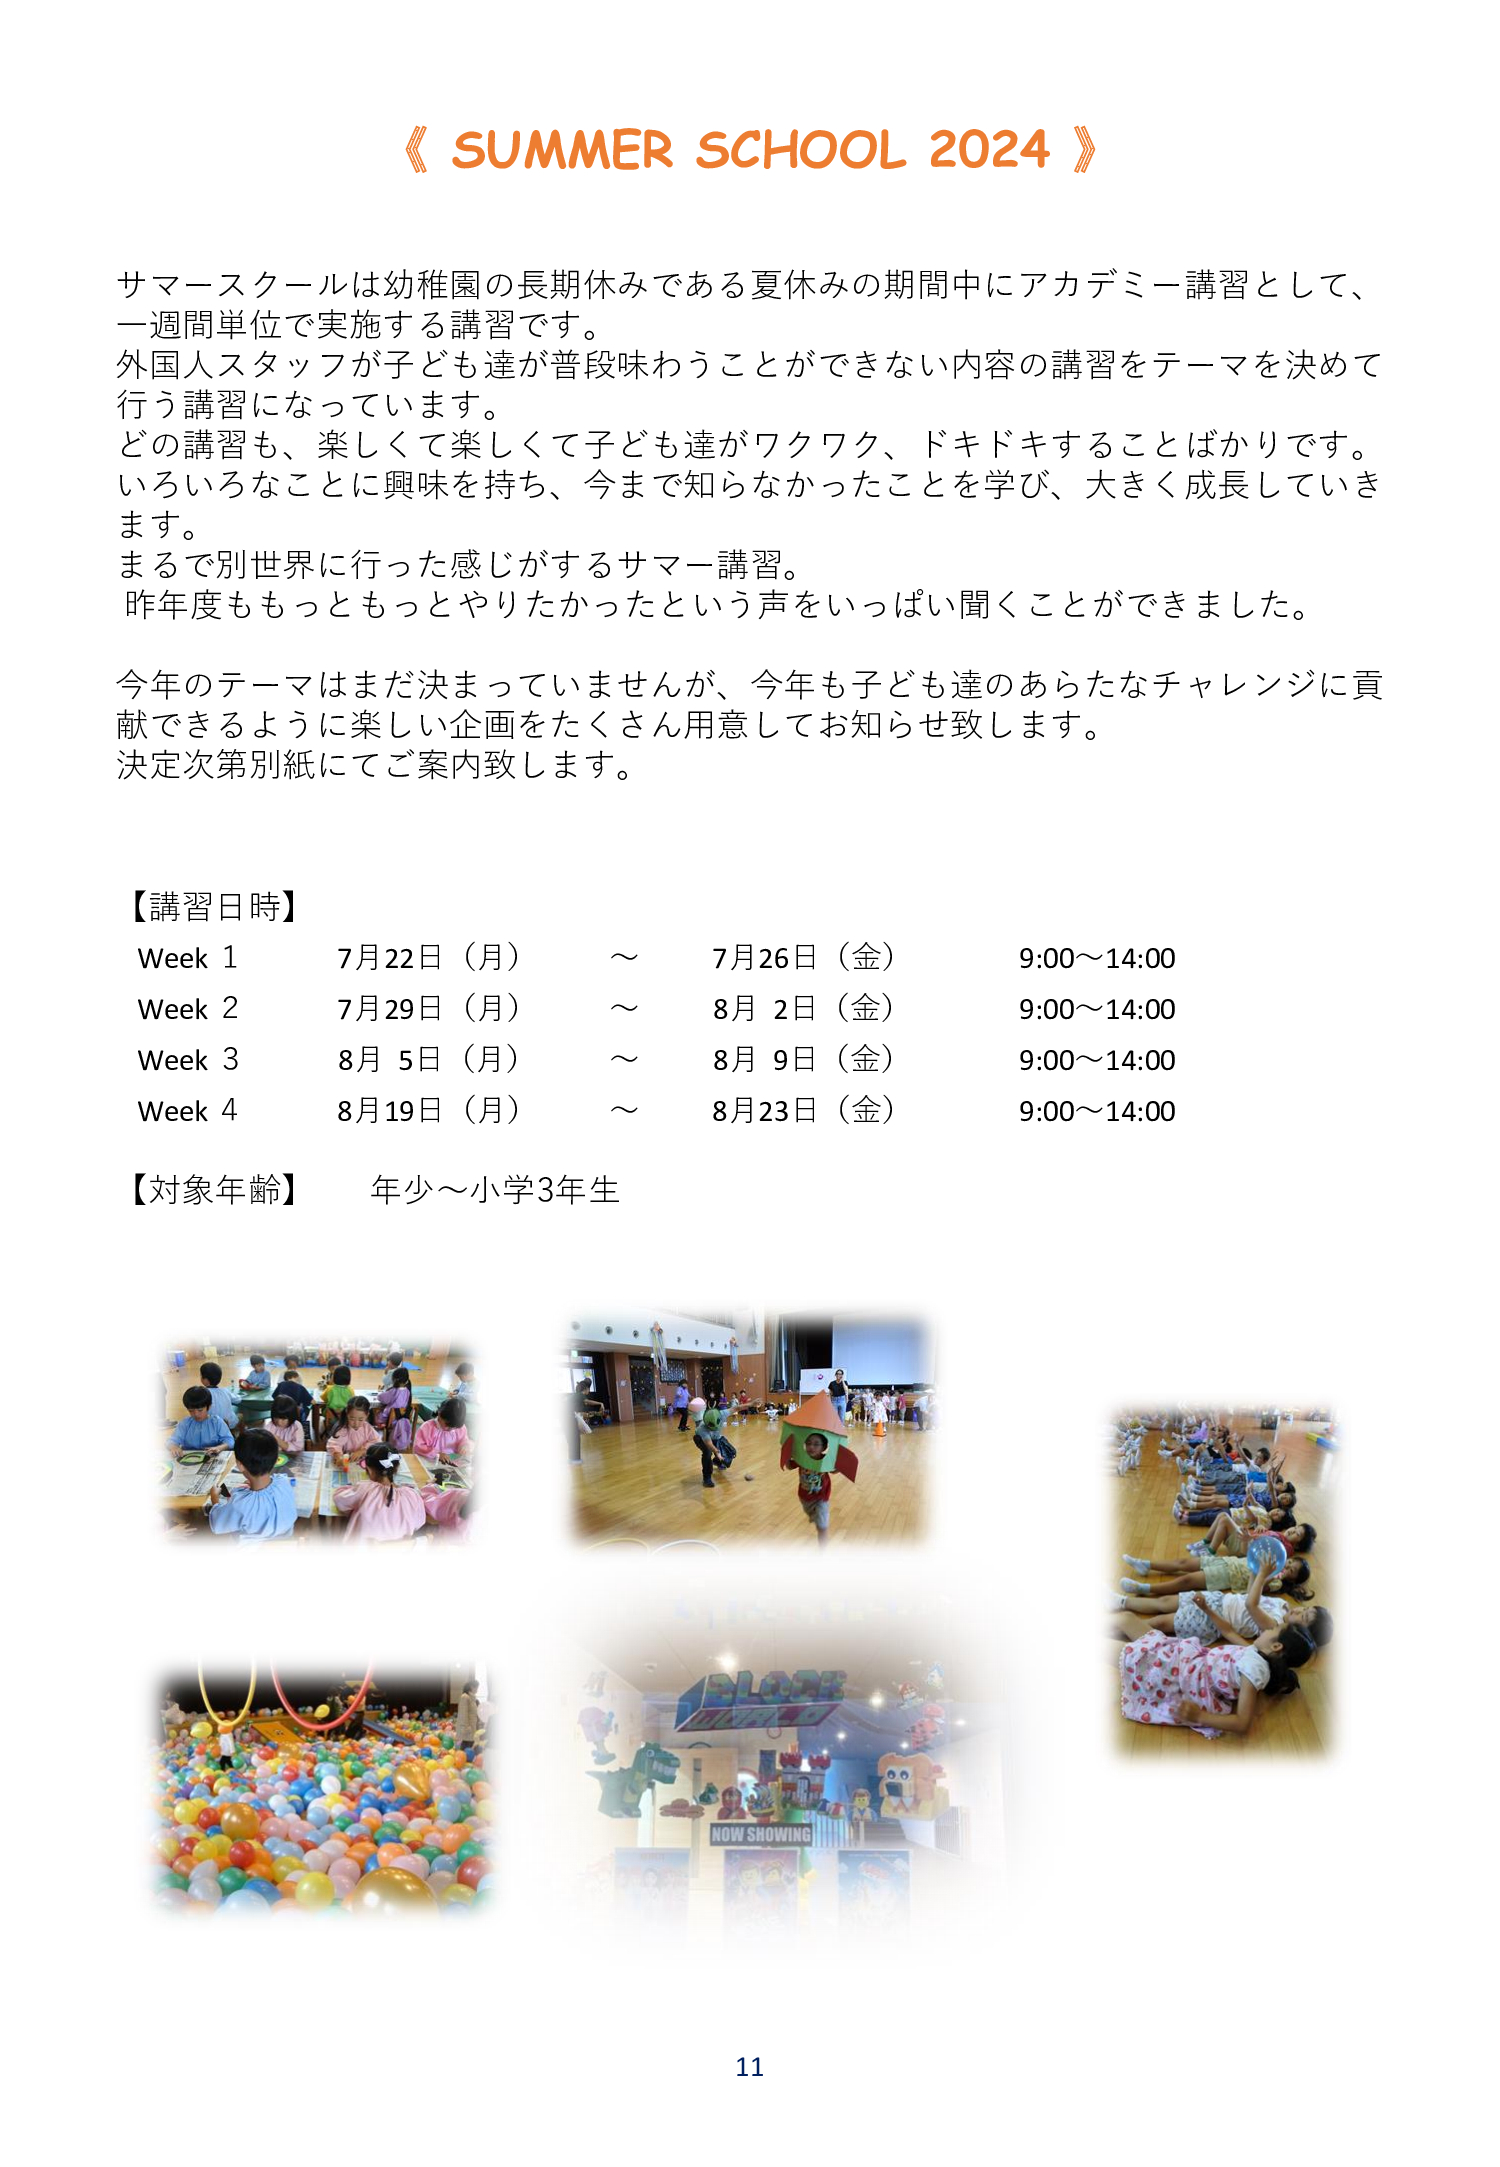 《 SUMMER SCHOOL 2024 》
サマースクールは幼稚園の長期休みである夏休みの期間中にアカデミー講習として、
一週間単位で実施する講習です。
外国人スタッフが子ども達が普段味わうことができない内容の講習をテーマを決めて
行う講習になっています。
どの講習も、楽しくて楽しくて子ども達がワクワク、ドキドキすることばかりです。
いろいろなことに興味を持ち、今まで知らなかったことを学び、大きく成長していき
ます。
まるで別世界に行った感じがするサマー講習。
昨年度ももっともっとやりたかったという声をいっぱい聞くことができました。
今年のテーマはまだ決まっていませんが、今年も子ども達のあらたなチャレンジに貢
献できるように楽しい企画をたくさん用意してお知らせ致します。
決定次第別紙にてご案内致します。
【講習日時】
Week 1 7月22日（月） ～ 7月26日（金） 9:00～14:00
Week 2 7月29日（月） ～ 8月 2日（金） 9:00～14:00
Week 3 8月 5日（月） ～ 8月 9日（金） 9:00～14:00
Week 4 8月19日（月） ～ 8月23日（金） 9:00～14:00
【対象年齢】 年少～小学3年生
BLOCK
WORLD
NOW SHOWING
11